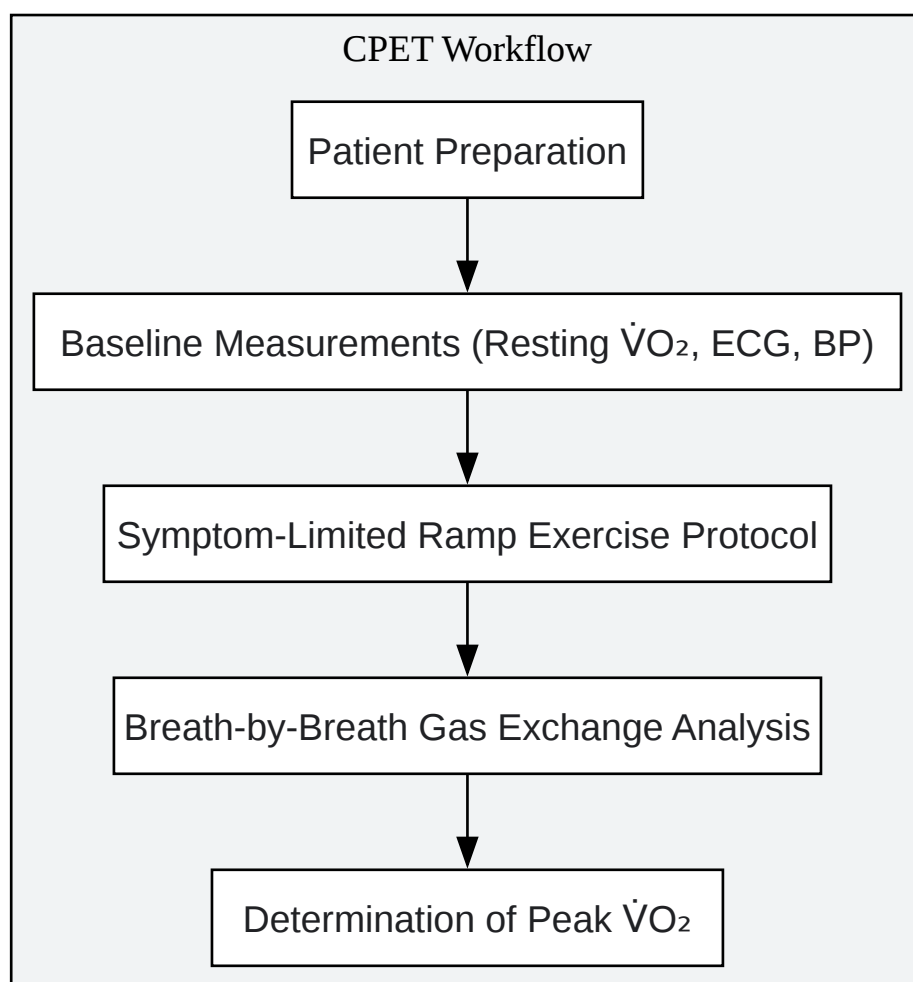 CPET Workflow
Patient Preparation
Baseline Measurements (Resting V̇O₂, ECG, BP)
Symptom-Limited Ramp Exercise Protocol
Breath-by-Breath Gas Exchange Analysis
Determination of Peak V̇O₂